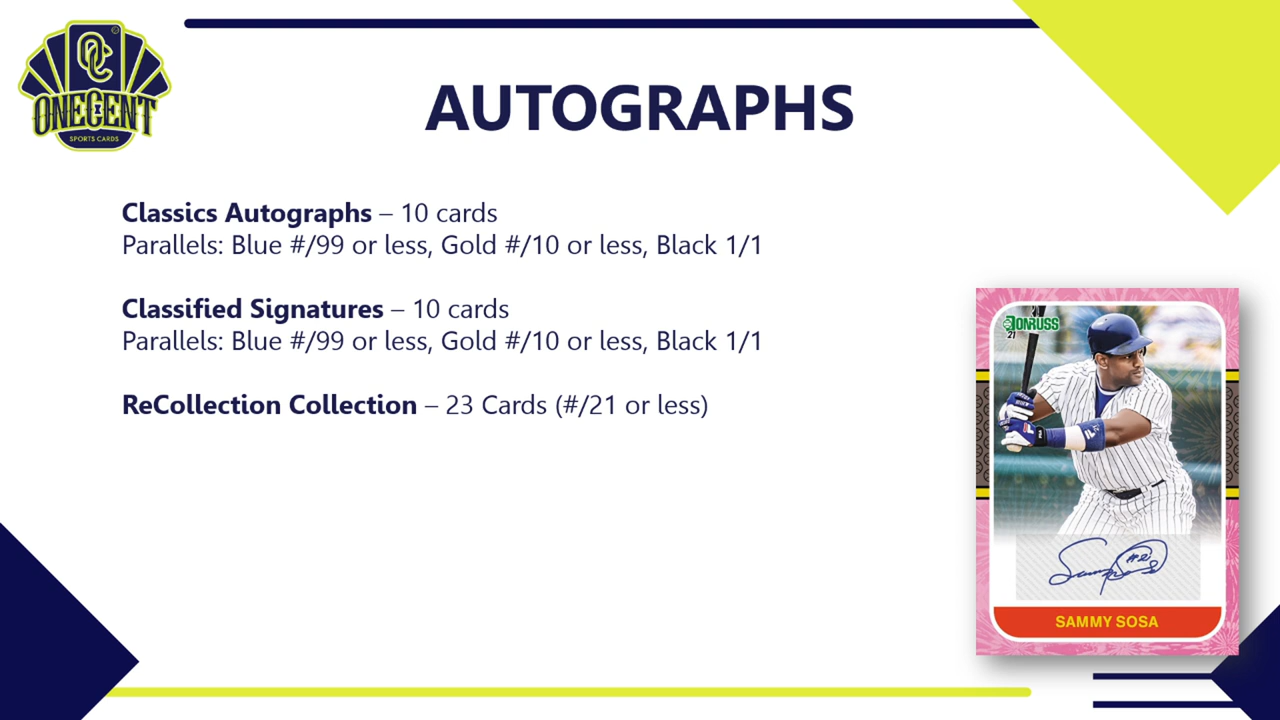 OC
ONECENT
SPORTS CARDS
AUTOGRAPHS
Classics Autographs – 10 cards
Parallels: Blue #/99 or less, Gold #/10 or less, Black 1/1
Classified Signatures – 10 cards
Parallels: Blue #/99 or less, Gold #/10 or less, Black 1/1
ReCollection Collection – 23 Cards (#/21 or less)
DONRUSS
21
SAMMY SOSA